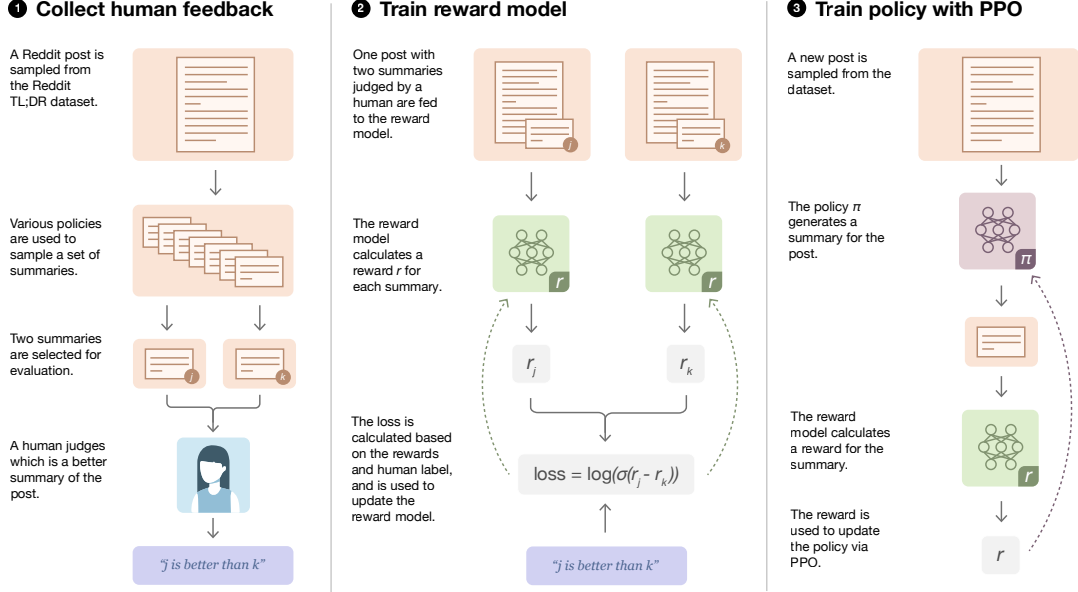 1 Collect human feedback
A Reddit post is
sampled from
the Reddit
TL;DR dataset.
Various policies
are used to
sample a set of
summaries.
Two summaries
are selected for
evaluation.
j
k
A human judges
which is a better
summary of the
post.
“j is better than k”
2 Train reward model
One post with
two summaries
judged by a
human are fed
to the reward
model.
j
k
The reward
model
calculates a
reward r for
each summary.
r
r
r_j
r_k
The loss is
calculated based
on the rewards
and human label,
and is used to
update the
reward model.
loss = log(σ(r_j - r_k))
“j is better than k”
3 Train policy with PPO
A new post is
sampled from the
dataset.
The policy π
generates a
summary for the
post.
π
The reward
model calculates
a reward for the
summary.
r
The reward is
used to update
the policy via
PPO.
r